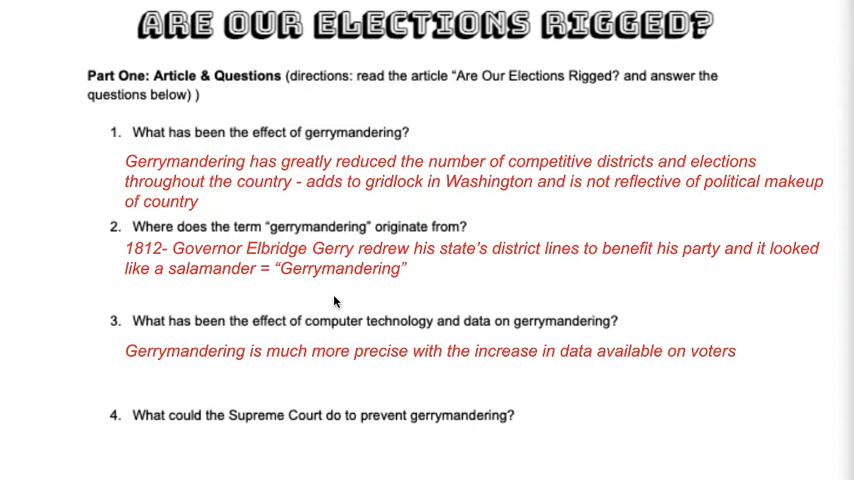 ARE OUR ELECTIONS RIGGED?
Part One: Article & Questions (directions: read the article “Are Our Elections Rigged? and answer the
questions below) )
1. What has been the effect of gerrymandering?
Gerrymandering has greatly reduced the number of competitive districts and elections
throughout the country - adds to gridlock in Washington and is not reflective of political makeup
of country
2. Where does the term “gerrymandering” originate from?
1812- Governor Elbridge Gerry redrew his state’s district lines to benefit his party and it looked
like a salamander = “Gerrymandering”
3. What has been the effect of computer technology and data on gerrymandering?
Gerrymandering is much more precise with the increase in data available on voters
4. What could the Supreme Court do to prevent gerrymandering?